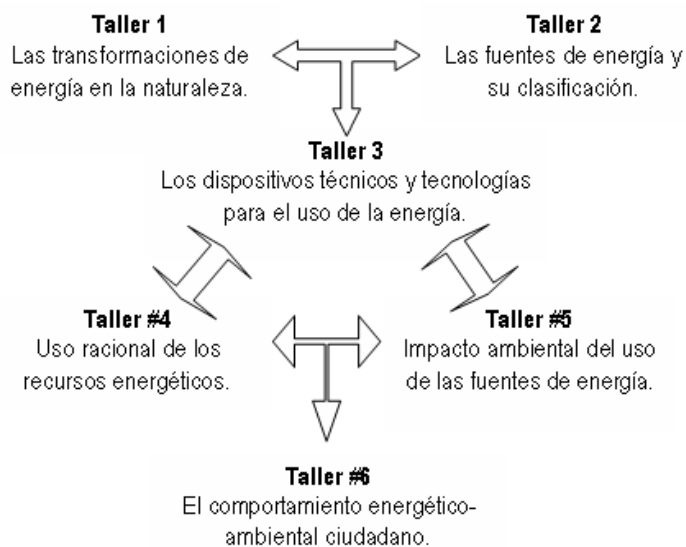 Taller 1
Las transformaciones de
energía en la naturaleza.
Taller 2
Las fuentes de energía y
su clasificación.
Taller 3
Los dispositivos técnicos y tecnologías
para el uso de la energía.
Taller #4
Uso racional de los
recursos energéticos.
Taller #5
Impacto ambiental del uso
de las fuentes de energía.
Taller #6
El comportamiento energético-
ambiental ciudadano.